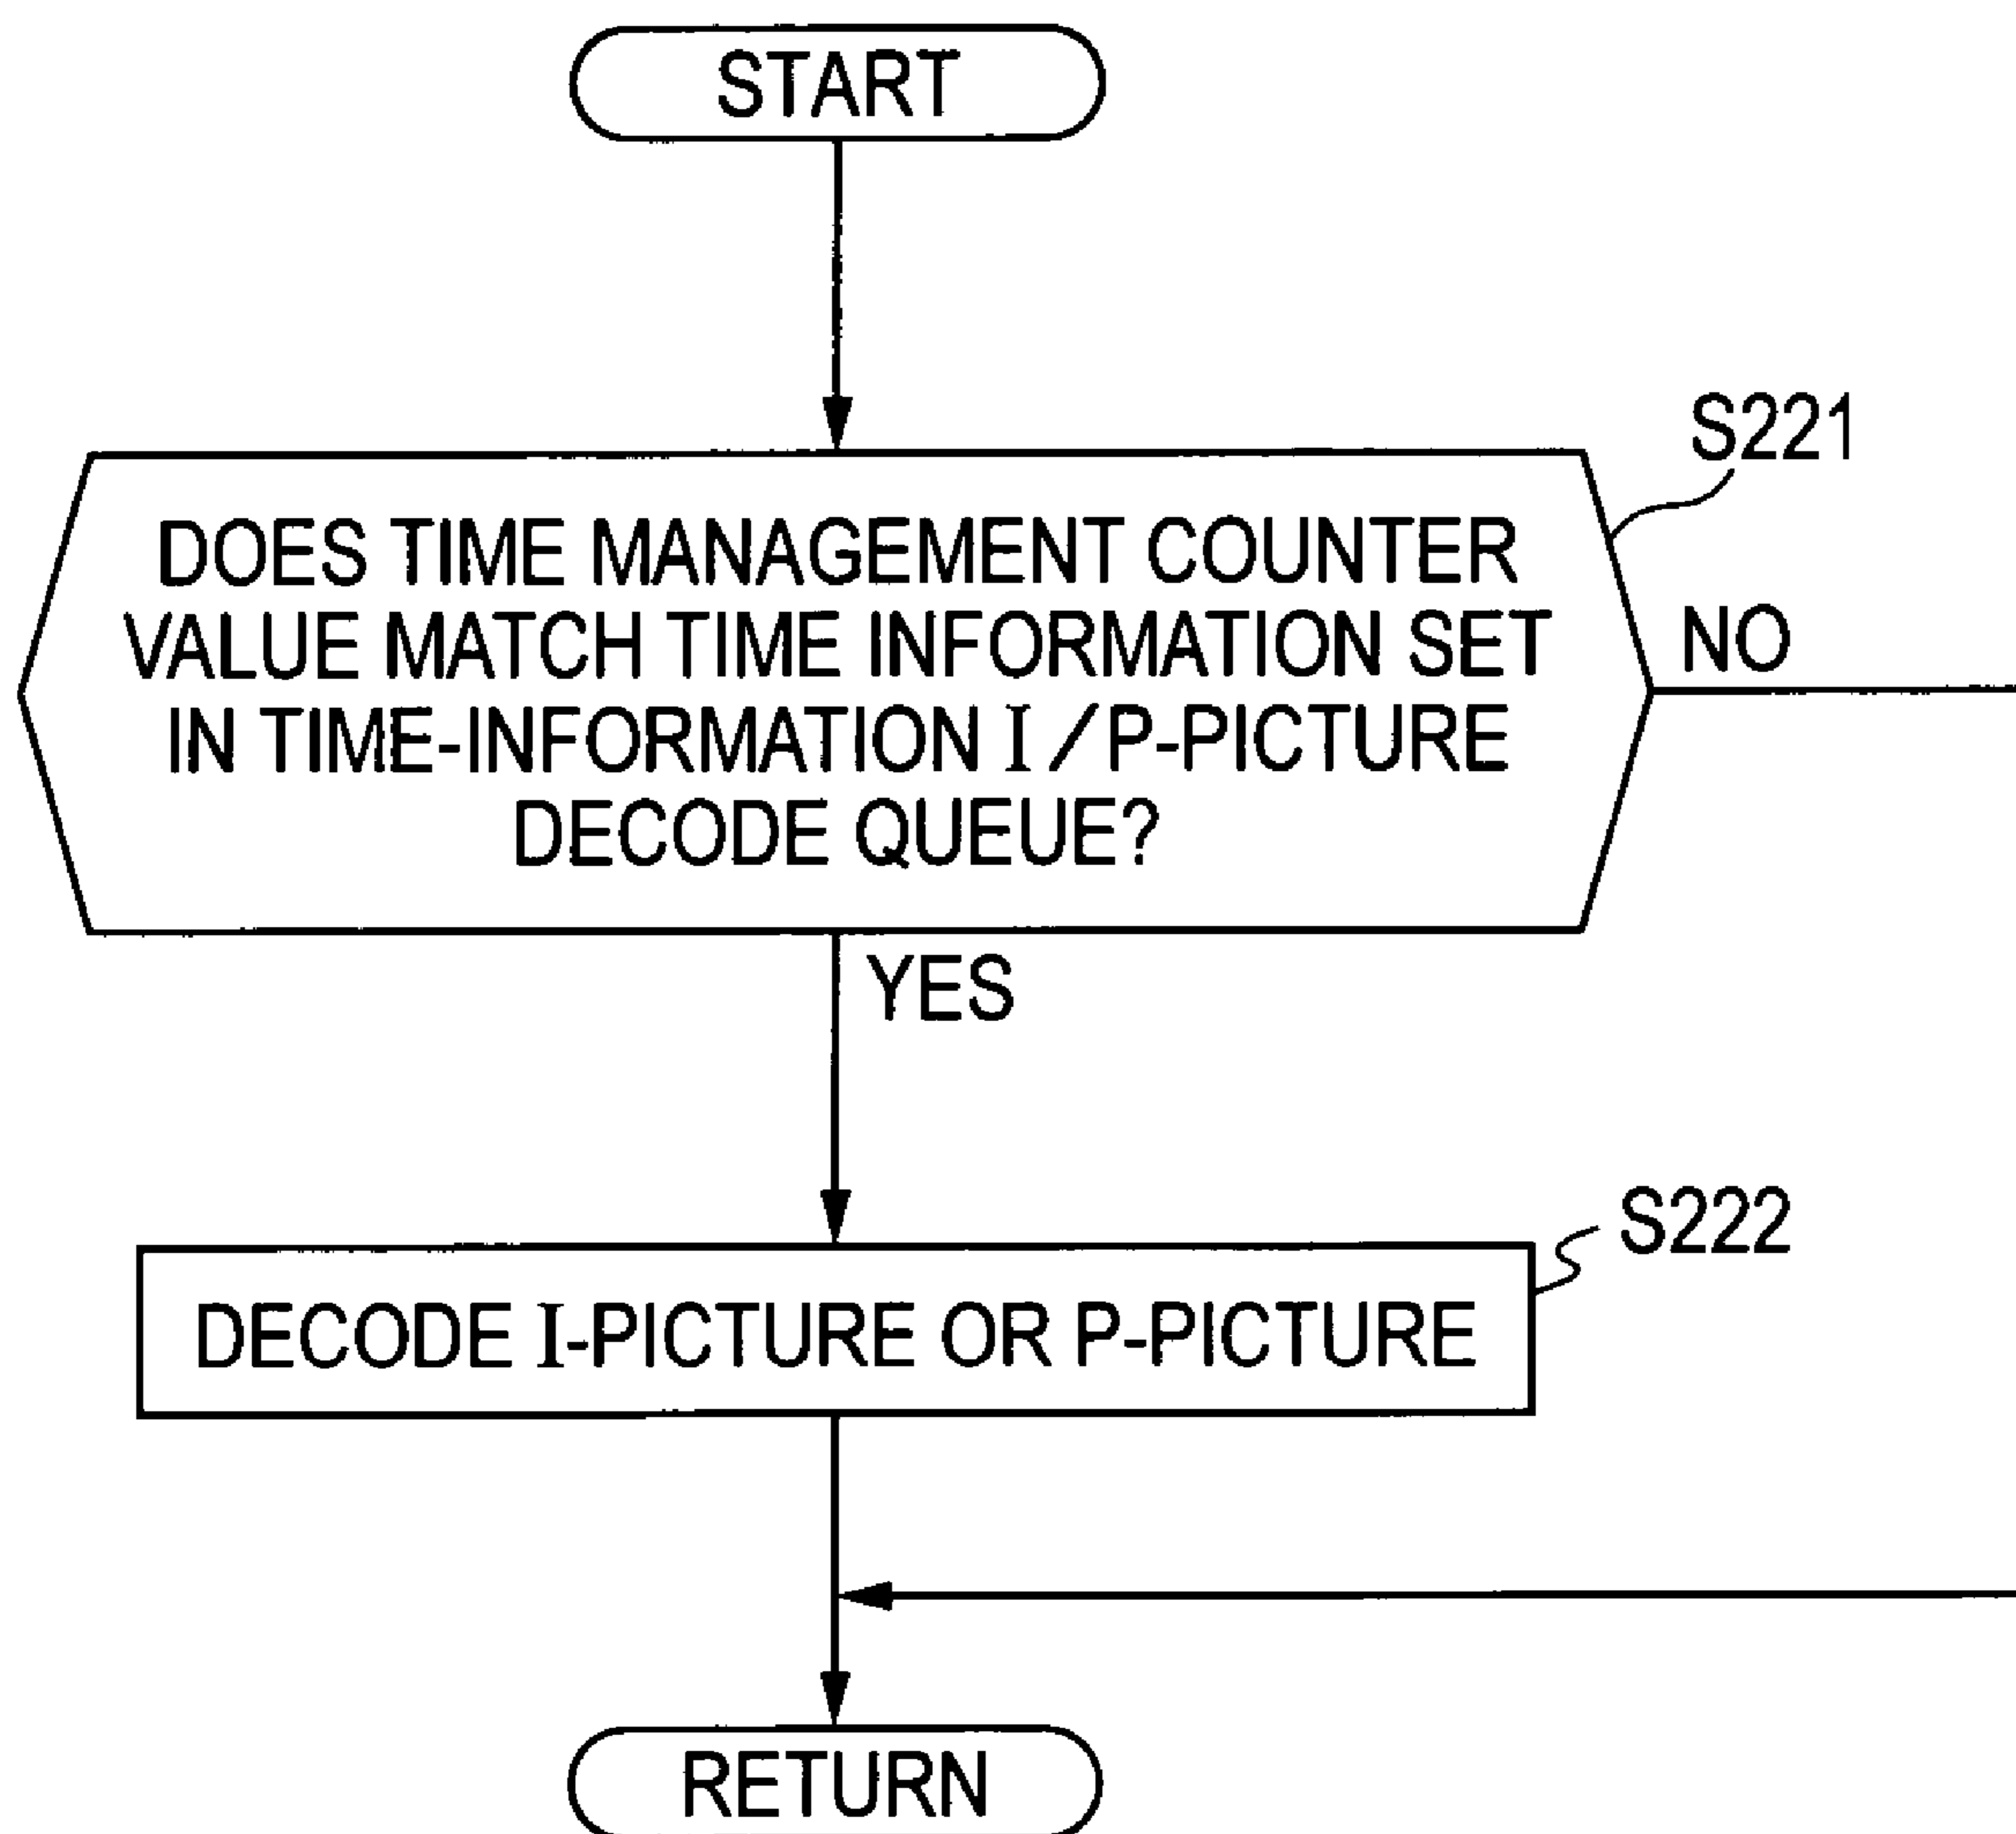 START
S221
DOES TIME MANAGEMENT COUNTER
VALUE MATCH TIME INFORMATION SET
IN TIME-INFORMATION I/P-PICTURE
DECODE QUEUE?
NO
YES
S222
DECODE I-PICTURE OR P-PICTURE
RETURN